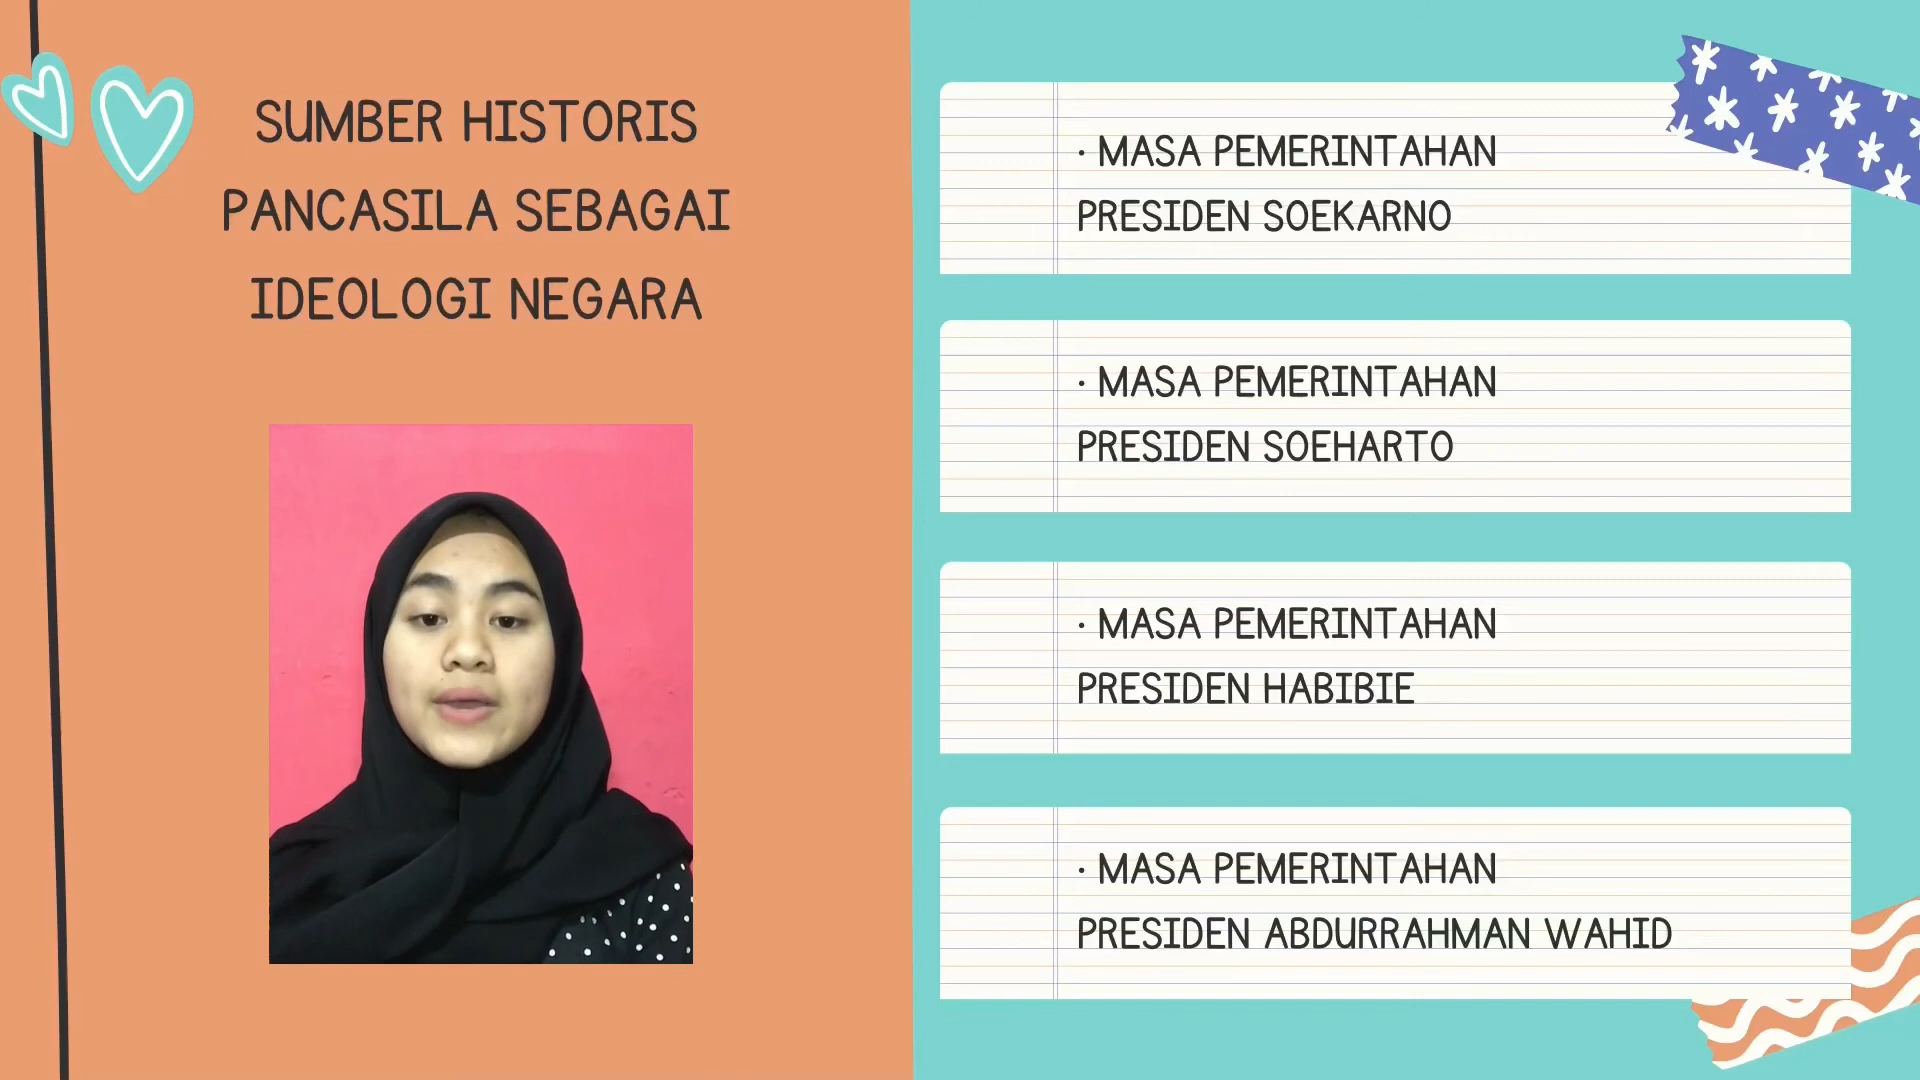 SUMBER HISTORIS
PANCASILA SEBAGAI
IDEOLOGI NEGARA
• MASA PEMERINTAHAN
PRESIDEN SOEKARNO
• MASA PEMERINTAHAN
PRESIDEN SOEHARTO
• MASA PEMERINTAHAN
PRESIDEN HABIBIE
• MASA PEMERINTAHAN
PRESIDEN ABDURRAHMAN WAHID